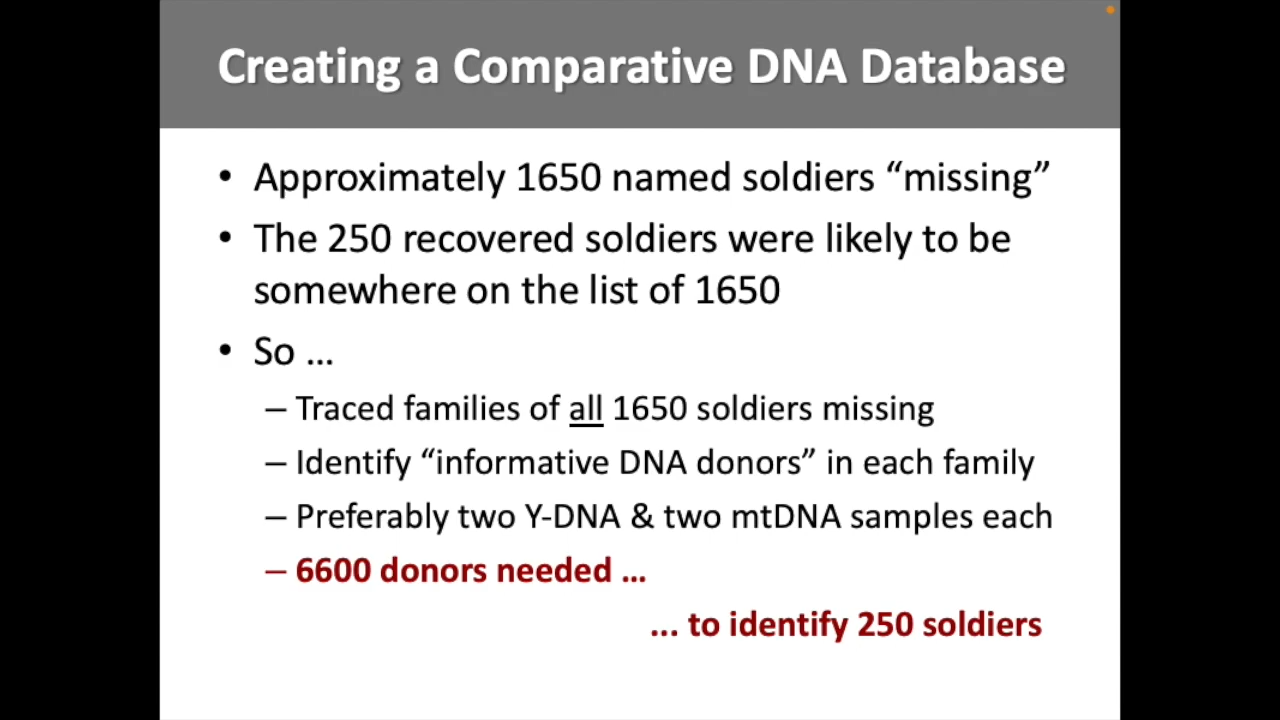 Creating a Comparative DNA Database
• Approximately 1650 named soldiers “missing”
• The 250 recovered soldiers were likely to be
somewhere on the list of 1650
• So …
– Traced families of all 1650 soldiers missing
– Identify “informative DNA donors” in each family
– Preferably two Y-DNA & two mtDNA samples each
– 6600 donors needed …
... to identify 250 soldiers